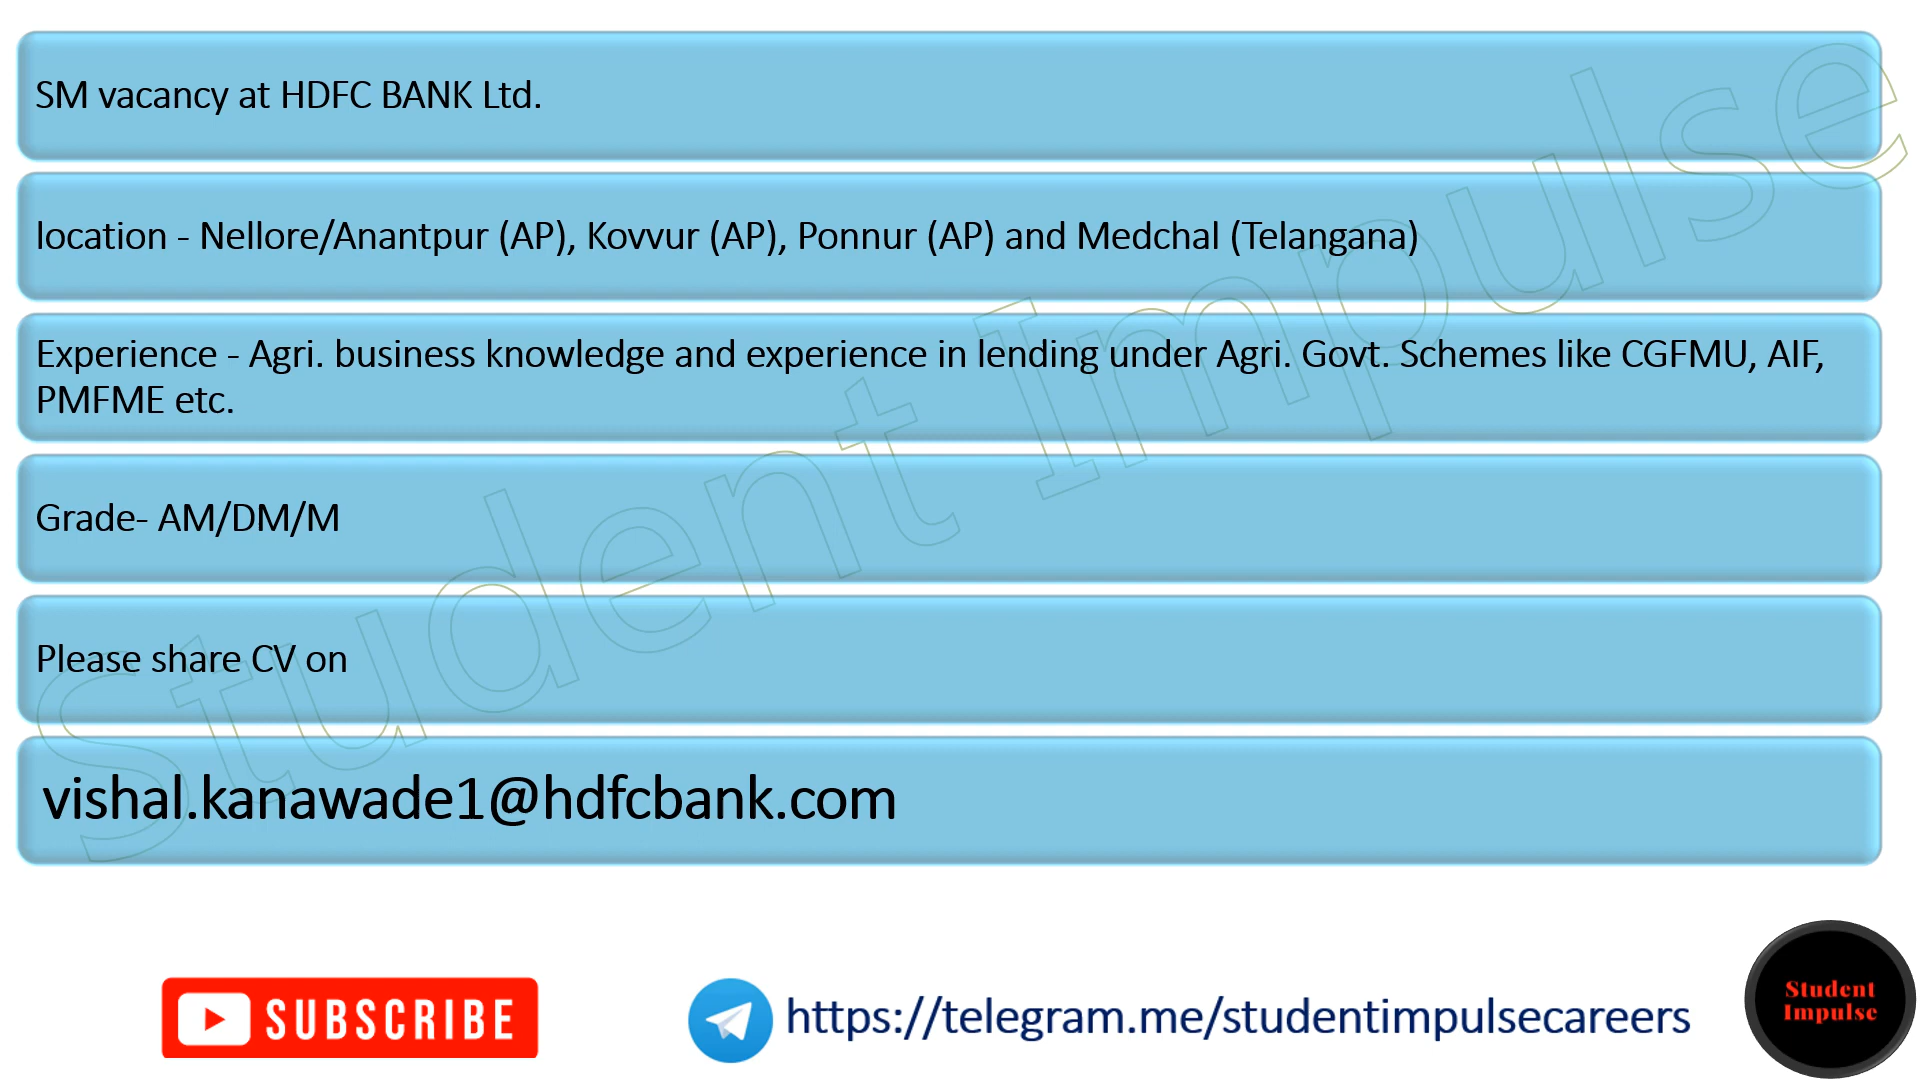 SM vacancy at HDFC BANK Ltd.
location - Nellore/Anantpur (AP), Kovvur (AP), Ponnur (AP) and Medchal (Telangana)
Experience - Agri. business knowledge and experience in lending under Agri. Govt. Schemes like CGFMU, AIF,
PMFME etc.
Grade- AM/DM/M
Please share CV on
vishal.kanawade1@hdfcbank.com
Student Impulse
SUBSCRIBE
https://telegram.me/studentimpulsecareers
Student
Impulse